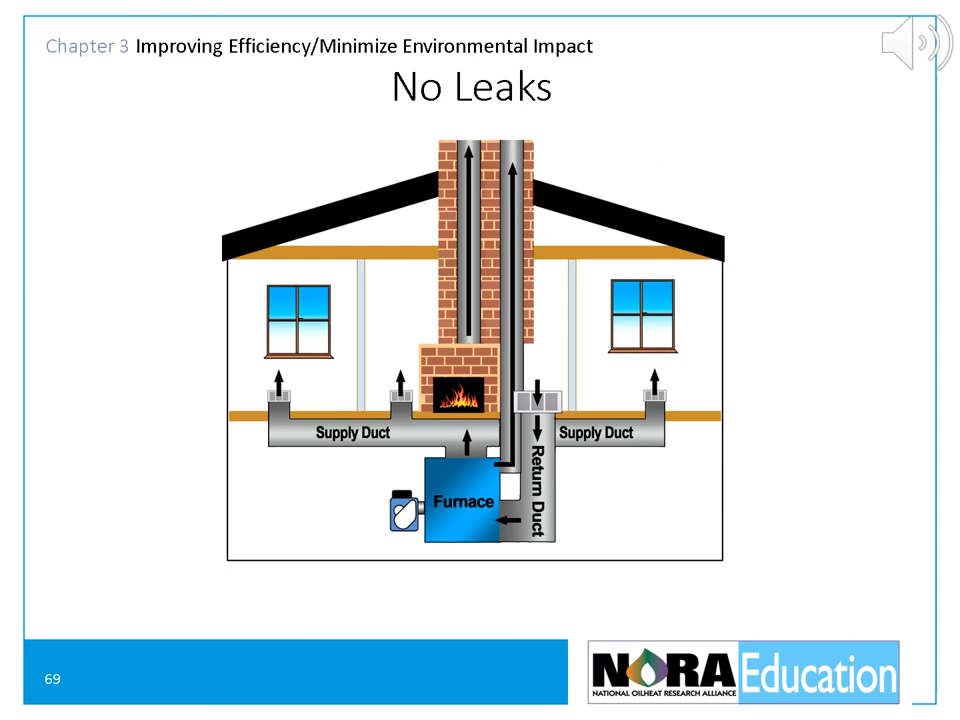 Chapter 3 Improving Efficiency/Minimize Environmental Impact
No Leaks
Supply Duct
Supply Duct
Return Duct
Furnace
69
NORA Education
NATIONAL OILHEAT RESEARCH ALLIANCE